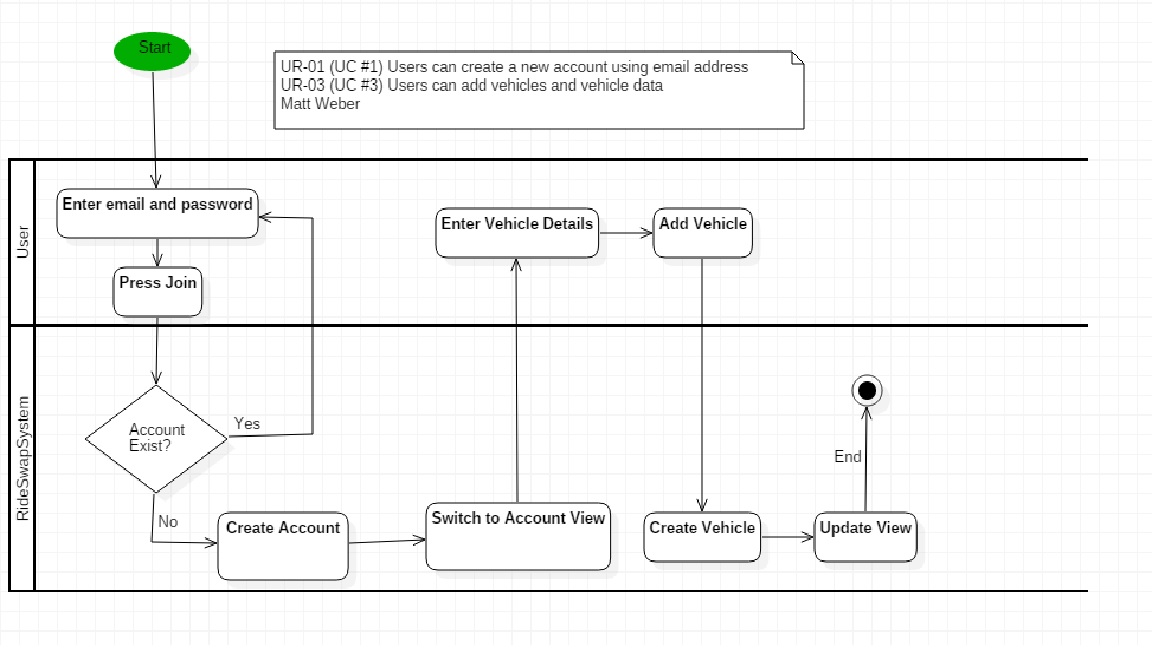 Start
UR-01 (UC #1) Users can create a new account using email address
UR-03 (UC #3) Users can add vehicles and vehicle data
Matt Weber
User
Enter email and password
Press Join
Enter Vehicle Details
Add Vehicle
RideSwapSystem
Account
Exist?
Yes
No
Create Account
Switch to Account View
Create Vehicle
Update View
End